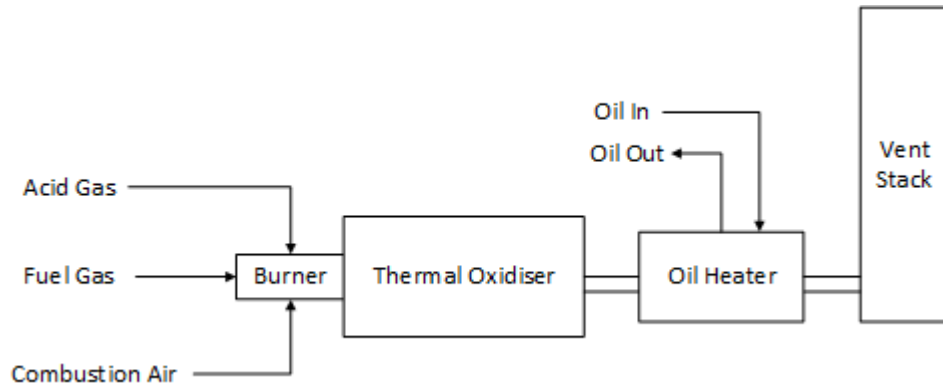 Oil In
Oil Out
Vent
Stack
Acid Gas
Fuel Gas
Burner
Thermal Oxidiser
Oil Heater
Combustion Air